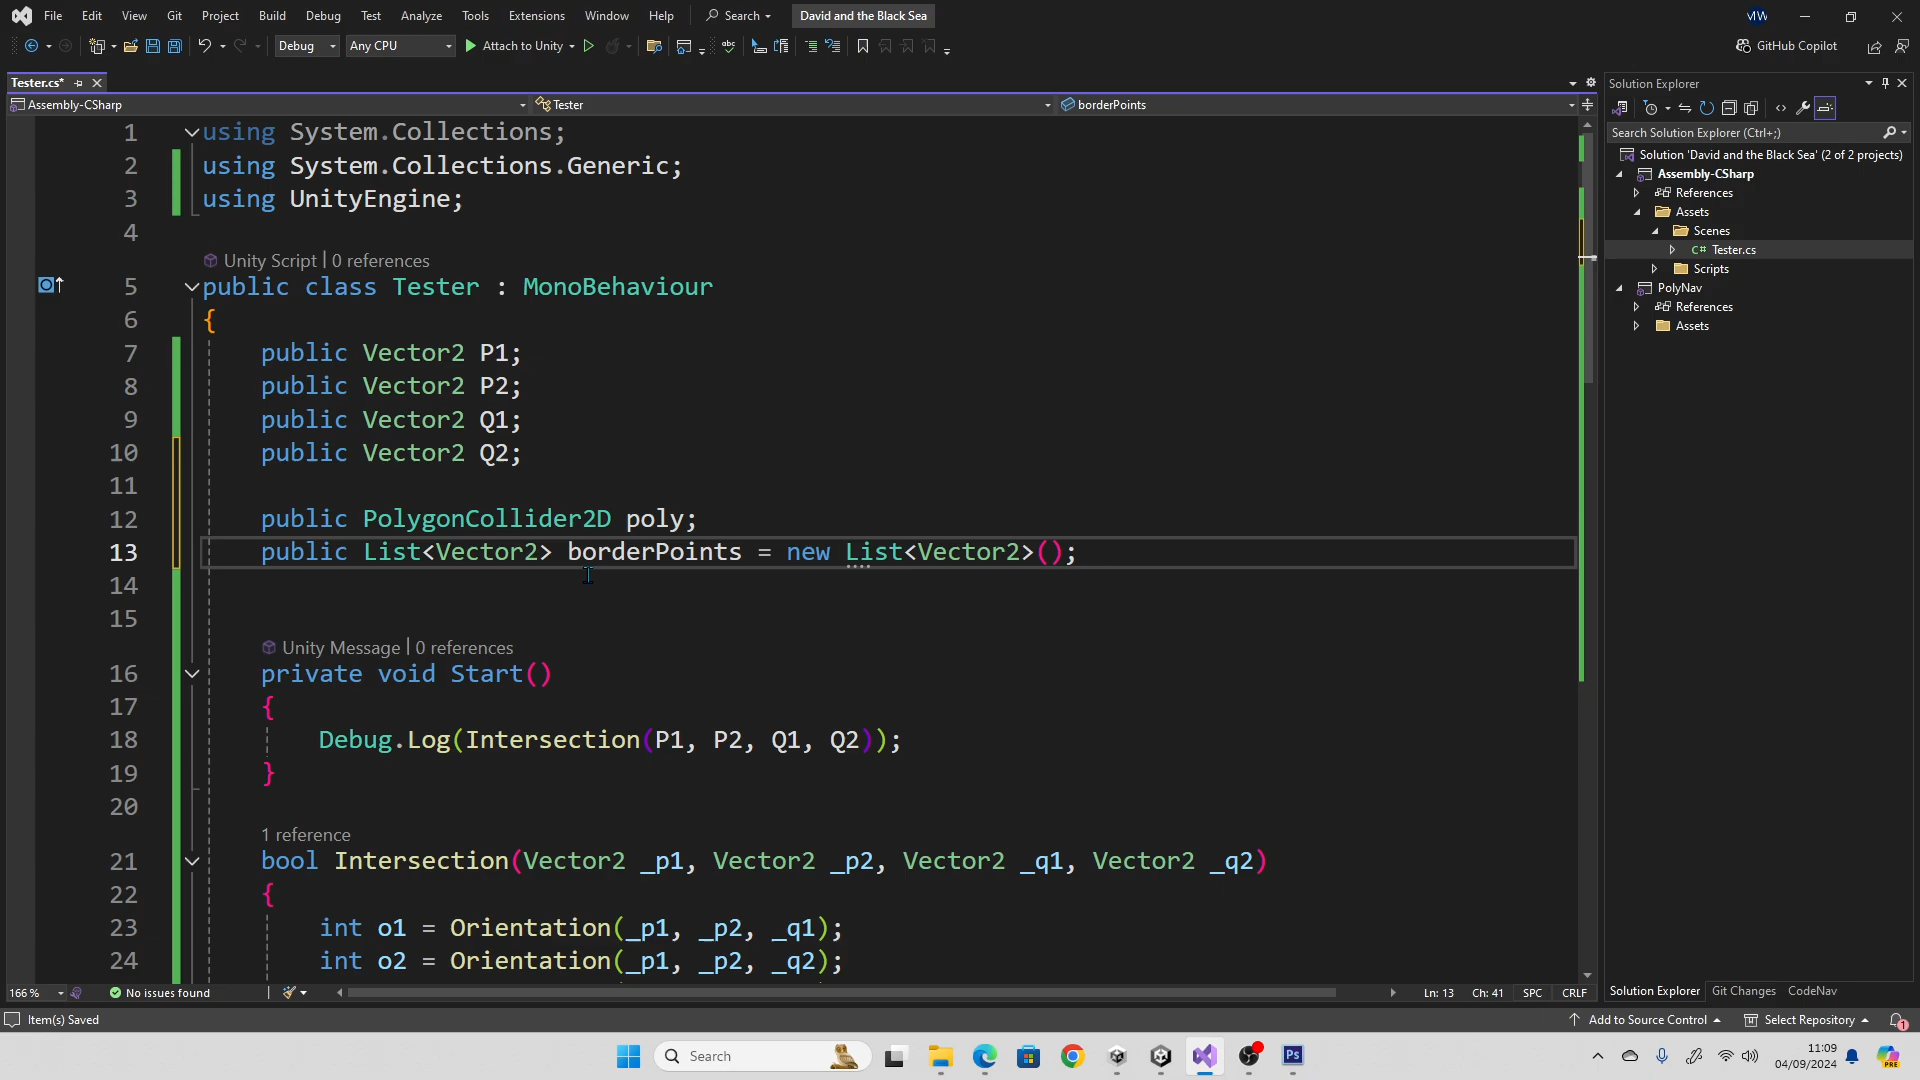 File Edit View Git Project Build Debug Test Analyze Tools Extensions Window Help Search David and the Black Sea
Debug Any CPU Attach to Unity GitHub Copilot
Tester.cs*
Assembly-CSharp Tester borderPoints
1 using System.Collections;
2 using System.Collections.Generic;
3 using UnityEngine;
4
Unity Script | 0 references
5 public class Tester : MonoBehaviour
6 {
7 public Vector2 P1;
8 public Vector2 P2;
9 public Vector2 Q1;
10 public Vector2 Q2;
11
12 public PolygonCollider2D poly;
13 public List<Vector2> borderPoints = new List<Vector2>();
14
15
Unity Message | 0 references
16 private void Start()
17 {
18 Debug.Log(Intersection(P1, P2, Q1, Q2));
19 }
20
1 reference
21 bool Intersection(Vector2 _p1, Vector2 _p2, Vector2 _q1, Vector2 _q2)
22 {
23 int o1 = Orientation(_p1, _p2, _q1);
24 int o2 = Orientation(_p1, _p2, _q2);
166 % No issues found Ln: 13 Ch: 41 SPC CRLF
Solution Explorer
Search Solution Explorer (Ctrl+;)
Solution 'David and the Black Sea' (2 of 2 projects)
Assembly-CSharp
References
Assets
Scenes
C# Tester.cs
Scripts
PolyNav
References
Assets
Solution Explorer Git Changes CodeNav
Item(s) Saved Add to Source Control Select Repository 1
Search Ps PRE
11:09
04/09/2024